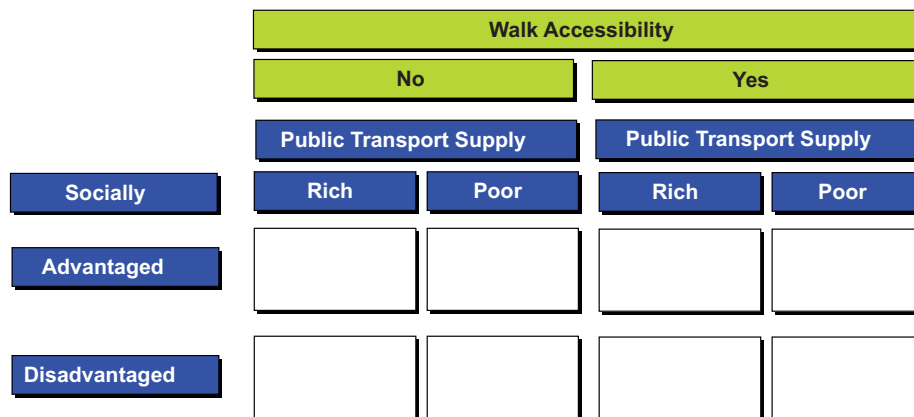 Walk Accessibility
No Yes
Public Transport Supply Public Transport Supply
Socially Rich Poor Rich Poor
Advantaged
Disadvantaged